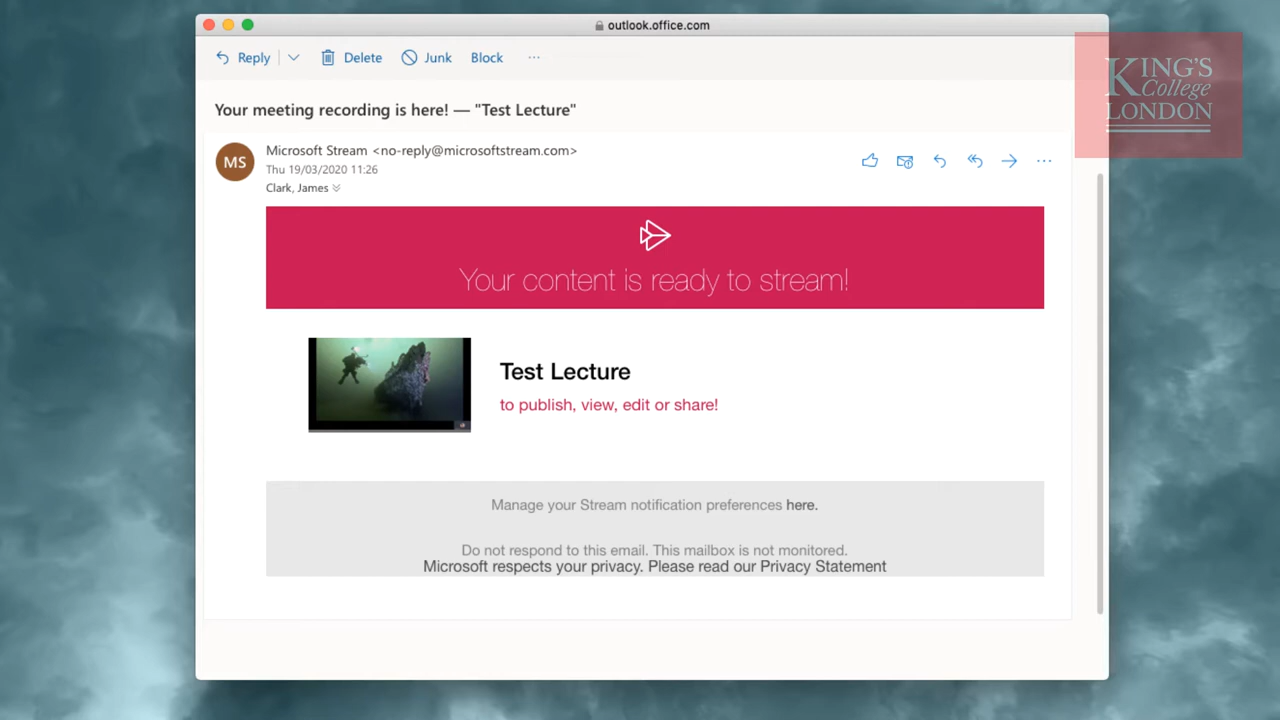 outlook.office.com
Reply
Delete
Junk
Block
KING'S
College
LONDON
Your meeting recording is here! — "Test Lecture"
MS
Microsoft Stream <no-reply@microsoftstream.com>
Thu 19/03/2020 11:26
Clark, James
Your content is ready to stream!
Test Lecture
to publish, view, edit or share!
Manage your Stream notification preferences here.
Do not respond to this email. This mailbox is not monitored.
Microsoft respects your privacy. Please read our Privacy Statement